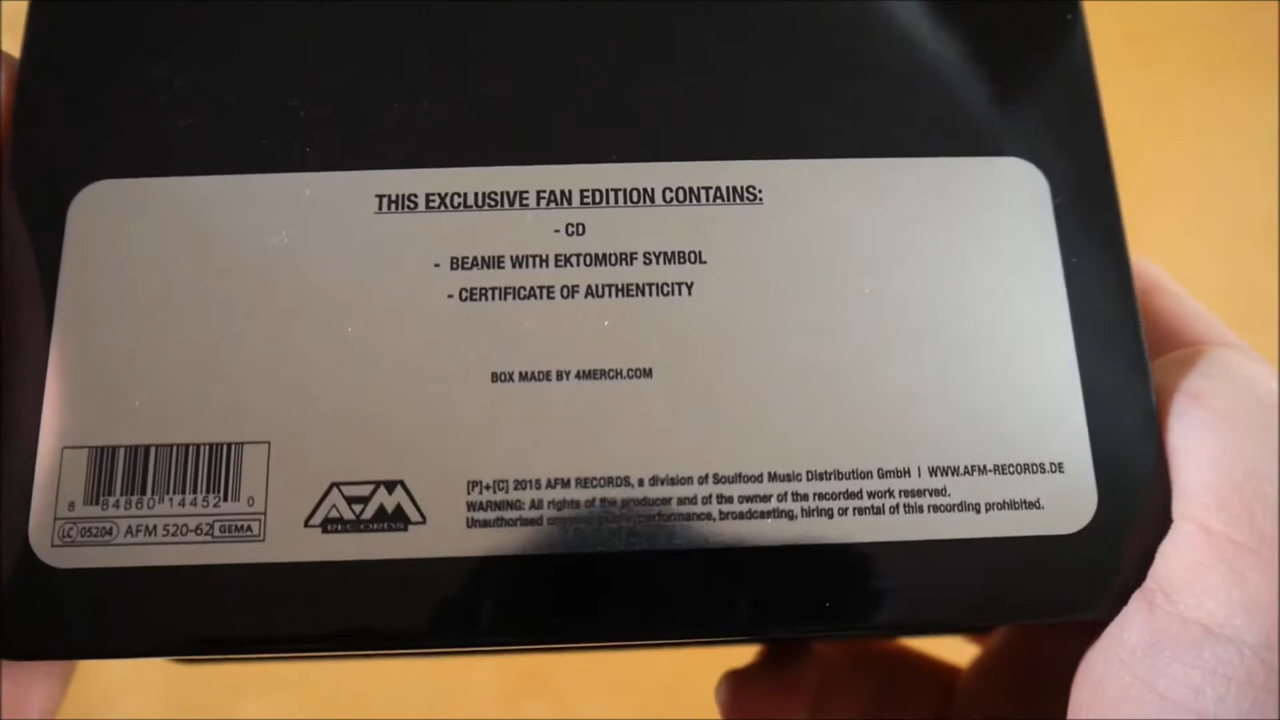 THIS EXCLUSIVE FAN EDITION CONTAINS:
- CD
- BEANIE WITH EKTOMORF SYMBOL
- CERTIFICATE OF AUTHENTICITY
BOX MADE BY 4MERCH.COM
8 84860 14452 0
LC 05204 AFM 520-62 GEMA
AFM
RECORDS
[P]+[C] 2015 AFM RECORDS, a division of Soulfood Music Distribution GmbH | WWW.AFM-RECORDS.DE
WARNING: All rights of the producer and of the owner of the recorded work reserved.
Unauthorised performance, broadcasting, hiring or rental of this recording prohibited.